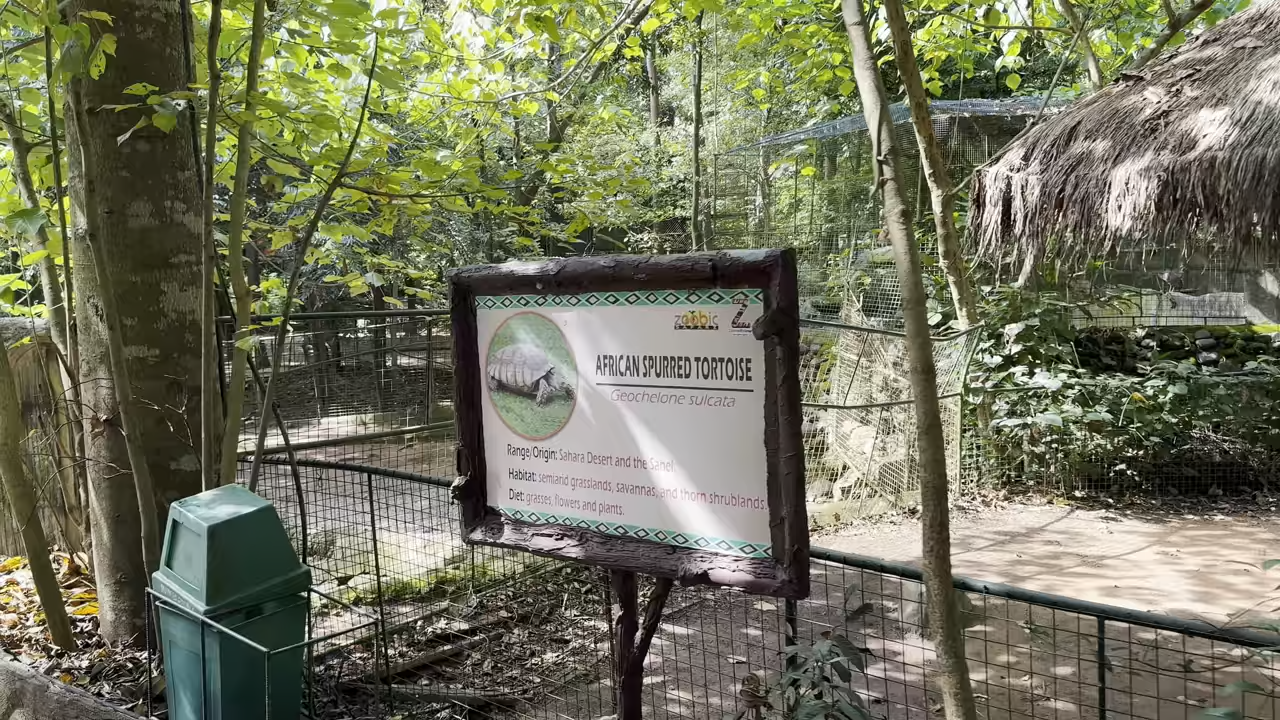 zoobic
Z
AFRICAN SPURRED TORTOISE
Geochelone sulcata
Range/Origin: Sahara Desert and the Sahel.
Habitat: semiarid grasslands, savannas, and thorn shrublands.
Diet: grasses, flowers and plants.